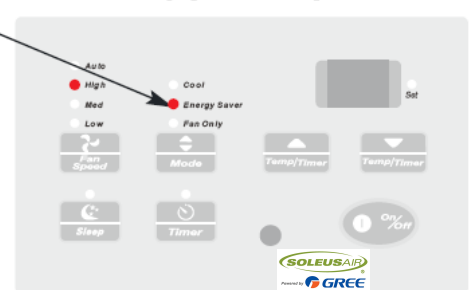 Auto
High
Med
Low
Cool
Energy Saver
Fan Only
Set
Fan
Speed
Mode
Temp/Timer
Temp/Timer
Sleep
Timer
On/Off
SOLEUSAIR
Powered by GREE